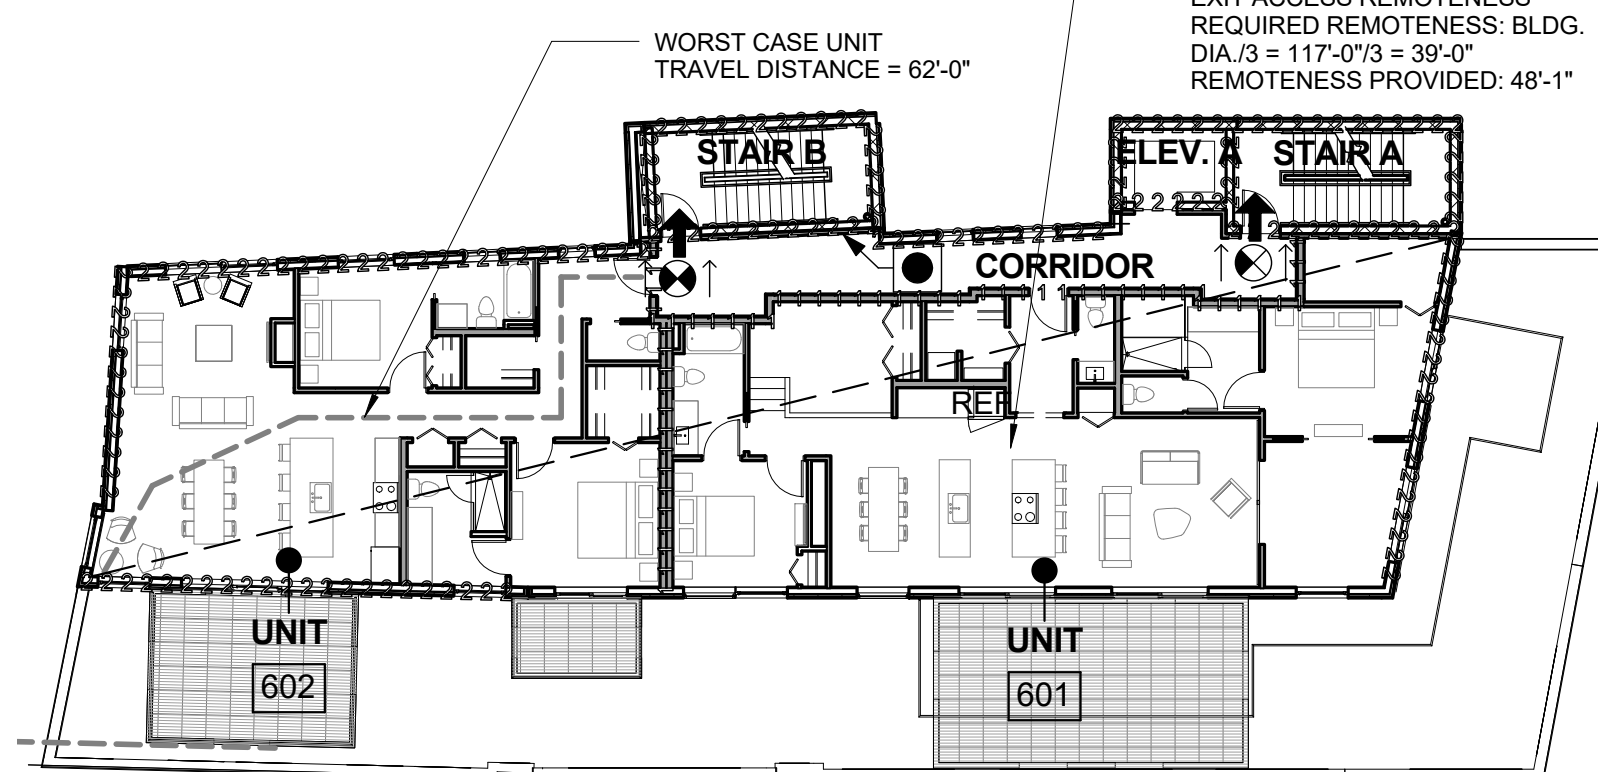 EXIT ACCESS REMOTENESS
REQUIRED REMOTENESS: BLDG.
DIA./3 = 117'-0"/3 = 39'-0"
REMOTENESS PROVIDED: 48'-1"
WORST CASE UNIT
TRAVEL DISTANCE = 62'-0"
STAIR B
ELEV. A
STAIR A
CORRIDOR
REF
UNIT
602
UNIT
601